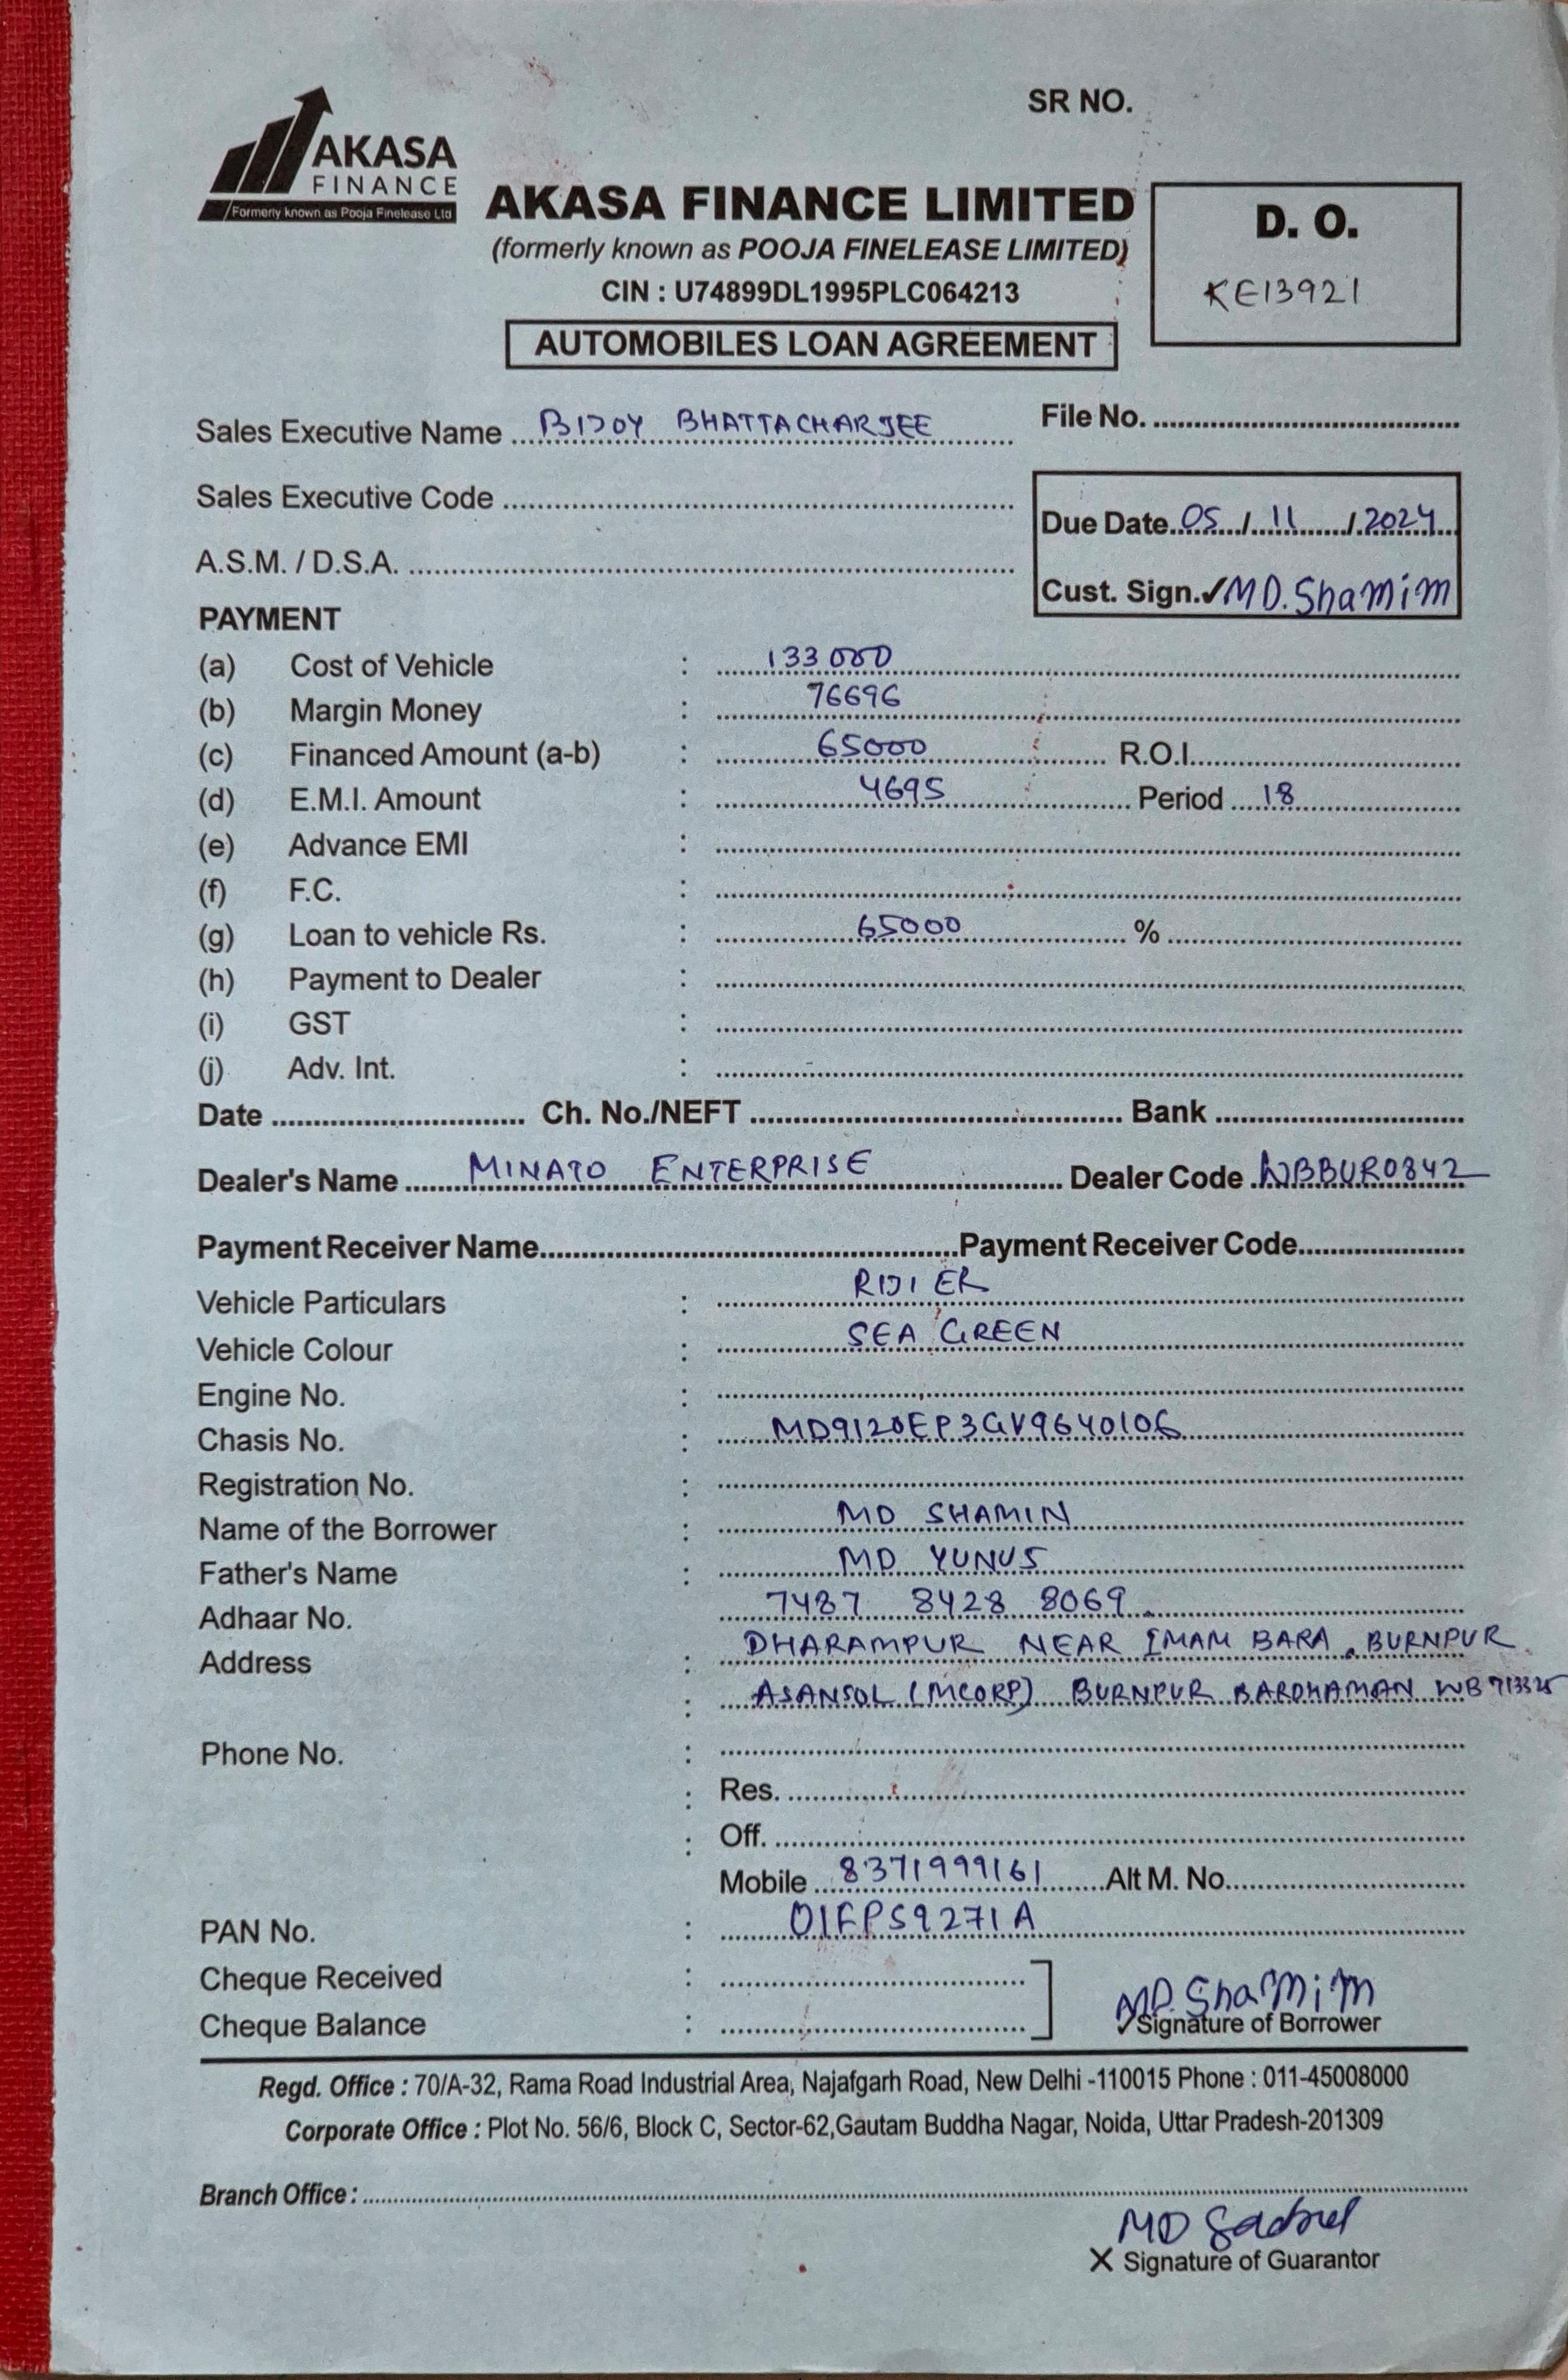 SR NO.
AKASA
FINANCE
Formerly known as Pooja Finelease Ltd
AKASA FINANCE LIMITED
(formerly known as POOJA FINELEASE LIMITED)
CIN : U74899DL1995PLC064213
AUTOMOBILES LOAN AGREEMENT
D. O.
KE13921
Sales Executive Name BIJOY BHATTACHARJEE
File No.
Sales Executive Code
Due Date 05 / 11 / 2024
A.S.M. / D.S.A.
Cust. Sign. ✓ MD. Shamim
PAYMENT
(a) Cost of Vehicle : 133000
(b) Margin Money : 76696
(c) Financed Amount (a-b) : 65000 R.O.I.
(d) E.M.I. Amount : 4695 Period 18
(e) Advance EMI :
(f) F.C. :
(g) Loan to vehicle Rs. : 65000 %
(h) Payment to Dealer :
(i) GST :
(j) Adv. Int. :
Date Ch. No./NEFT Bank
Dealer's Name MINATO ENTERPRISE Dealer Code WBBUR0842
Payment Receiver Name Payment Receiver Code
Vehicle Particulars :
Vehicle Colour : SEA GREEN
Engine No. :
Chasis No. : MD9120EP3GV9640106
Registration No. :
Name of the Borrower : MD SHAMIN
Father's Name : MD YUNUS
Adhaar No. 7487 8428 8069
Address : DHARAMPUR NEAR IMAM BARA, BURNPUR
: ASANSOL (MCORP) BURNPUR BARDHAMAN WB 713325
Phone No. :
: Res.
: Off.
Mobile 8371999161 Alt M. No.
PAN No. : OIFPS9271A
Cheque Received :
Cheque Balance :
MD. Shamim
✓ Signature of Borrower
Regd. Office : 70/A-32, Rama Road Industrial Area, Najafgarh Road, New Delhi -110015 Phone : 011-45008000
Corporate Office : Plot No. 56/6, Block C, Sector-62,Gautam Buddha Nagar, Noida, Uttar Pradesh-201309
Branch Office :
MD
X Signature of Guarantor